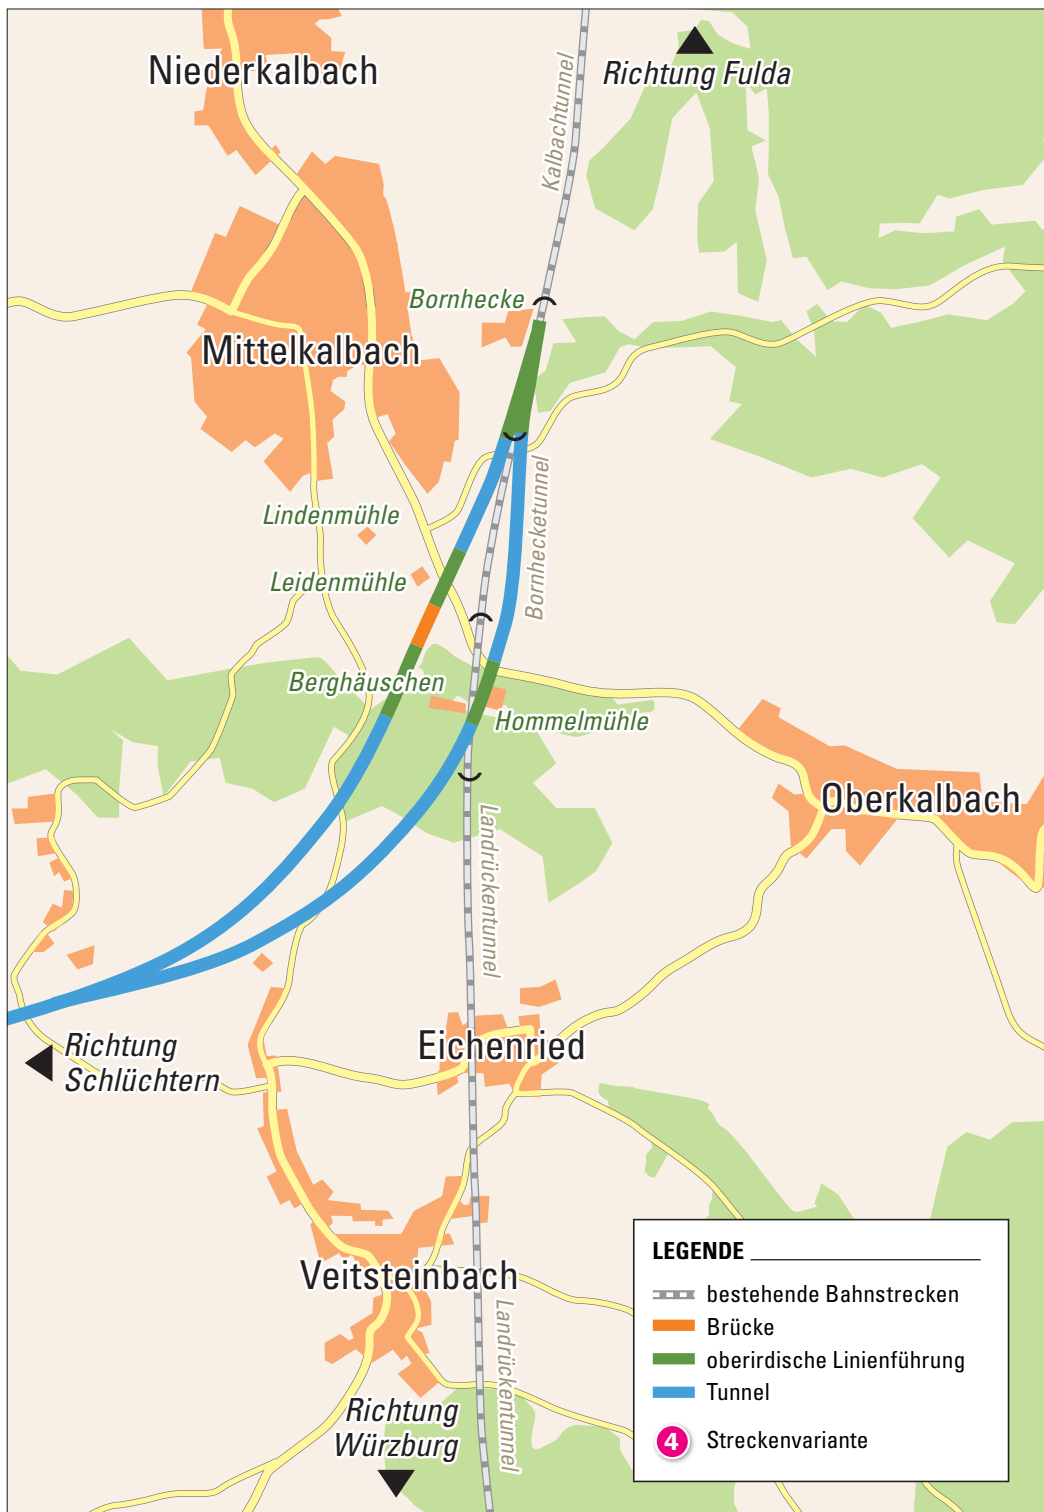 Niederkalbach
Richtung Fulda
Kalbachtunnel
Bornhecke
Mittelkalbach
Bornhecketunnel
Lindenmühle
Leidenmühle
Berghäuschen
Hommelmühle
Oberkalbach
Landrückentunnel
Eichenried
Richtung
Schlüchtern
Veitsteinbach
Landrückentunnel
Richtung
Würzburg
LEGENDE
bestehende Bahnstrecken
Brücke
oberirdische Linienführung
Tunnel
4 Streckenvariante